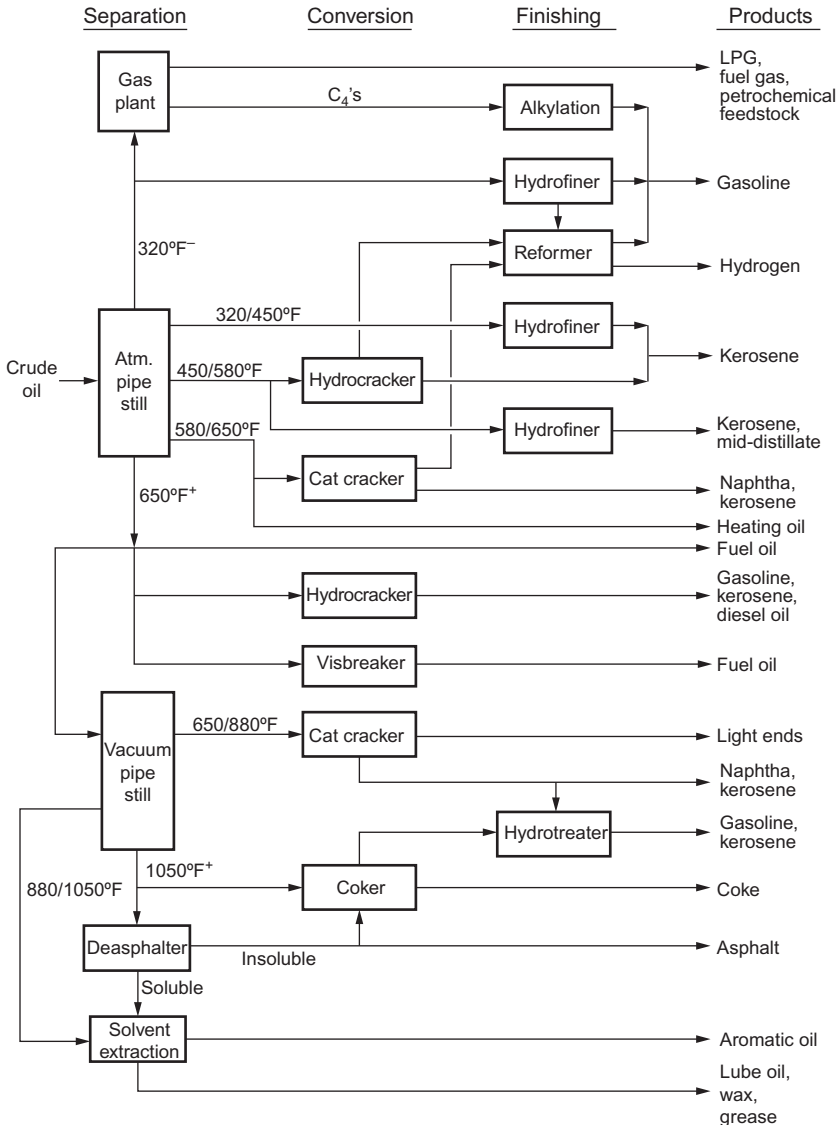 Separation
Conversion
Finishing
Products
Gas
plant
LPG,
fuel gas,
petrochemical
feedstock
C₄'s
Alkylation
Hydrofiner
Gasoline
320ºF⁻
Reformer
Hydrogen
Crude
oil
Atm.
pipe
still
320/450ºF
Hydrofiner
Kerosene
450/580ºF
Hydrocracker
Hydrofiner
Kerosene,
mid-distillate
580/650ºF
Cat cracker
Naphtha,
kerosene
Heating oil
650ºF⁺
Fuel oil
Hydrocracker
Gasoline,
kerosene,
diesel oil
Visbreaker
Fuel oil
Vacuum
pipe
still
650/880ºF
Cat cracker
Light ends
Naphtha,
kerosene
Hydrotreater
Gasoline,
kerosene
880/1050ºF
1050ºF⁺
Coker
Coke
Deasphalter
Insoluble
Asphalt
Soluble
Solvent
extraction
Aromatic oil
Lube oil,
wax,
grease